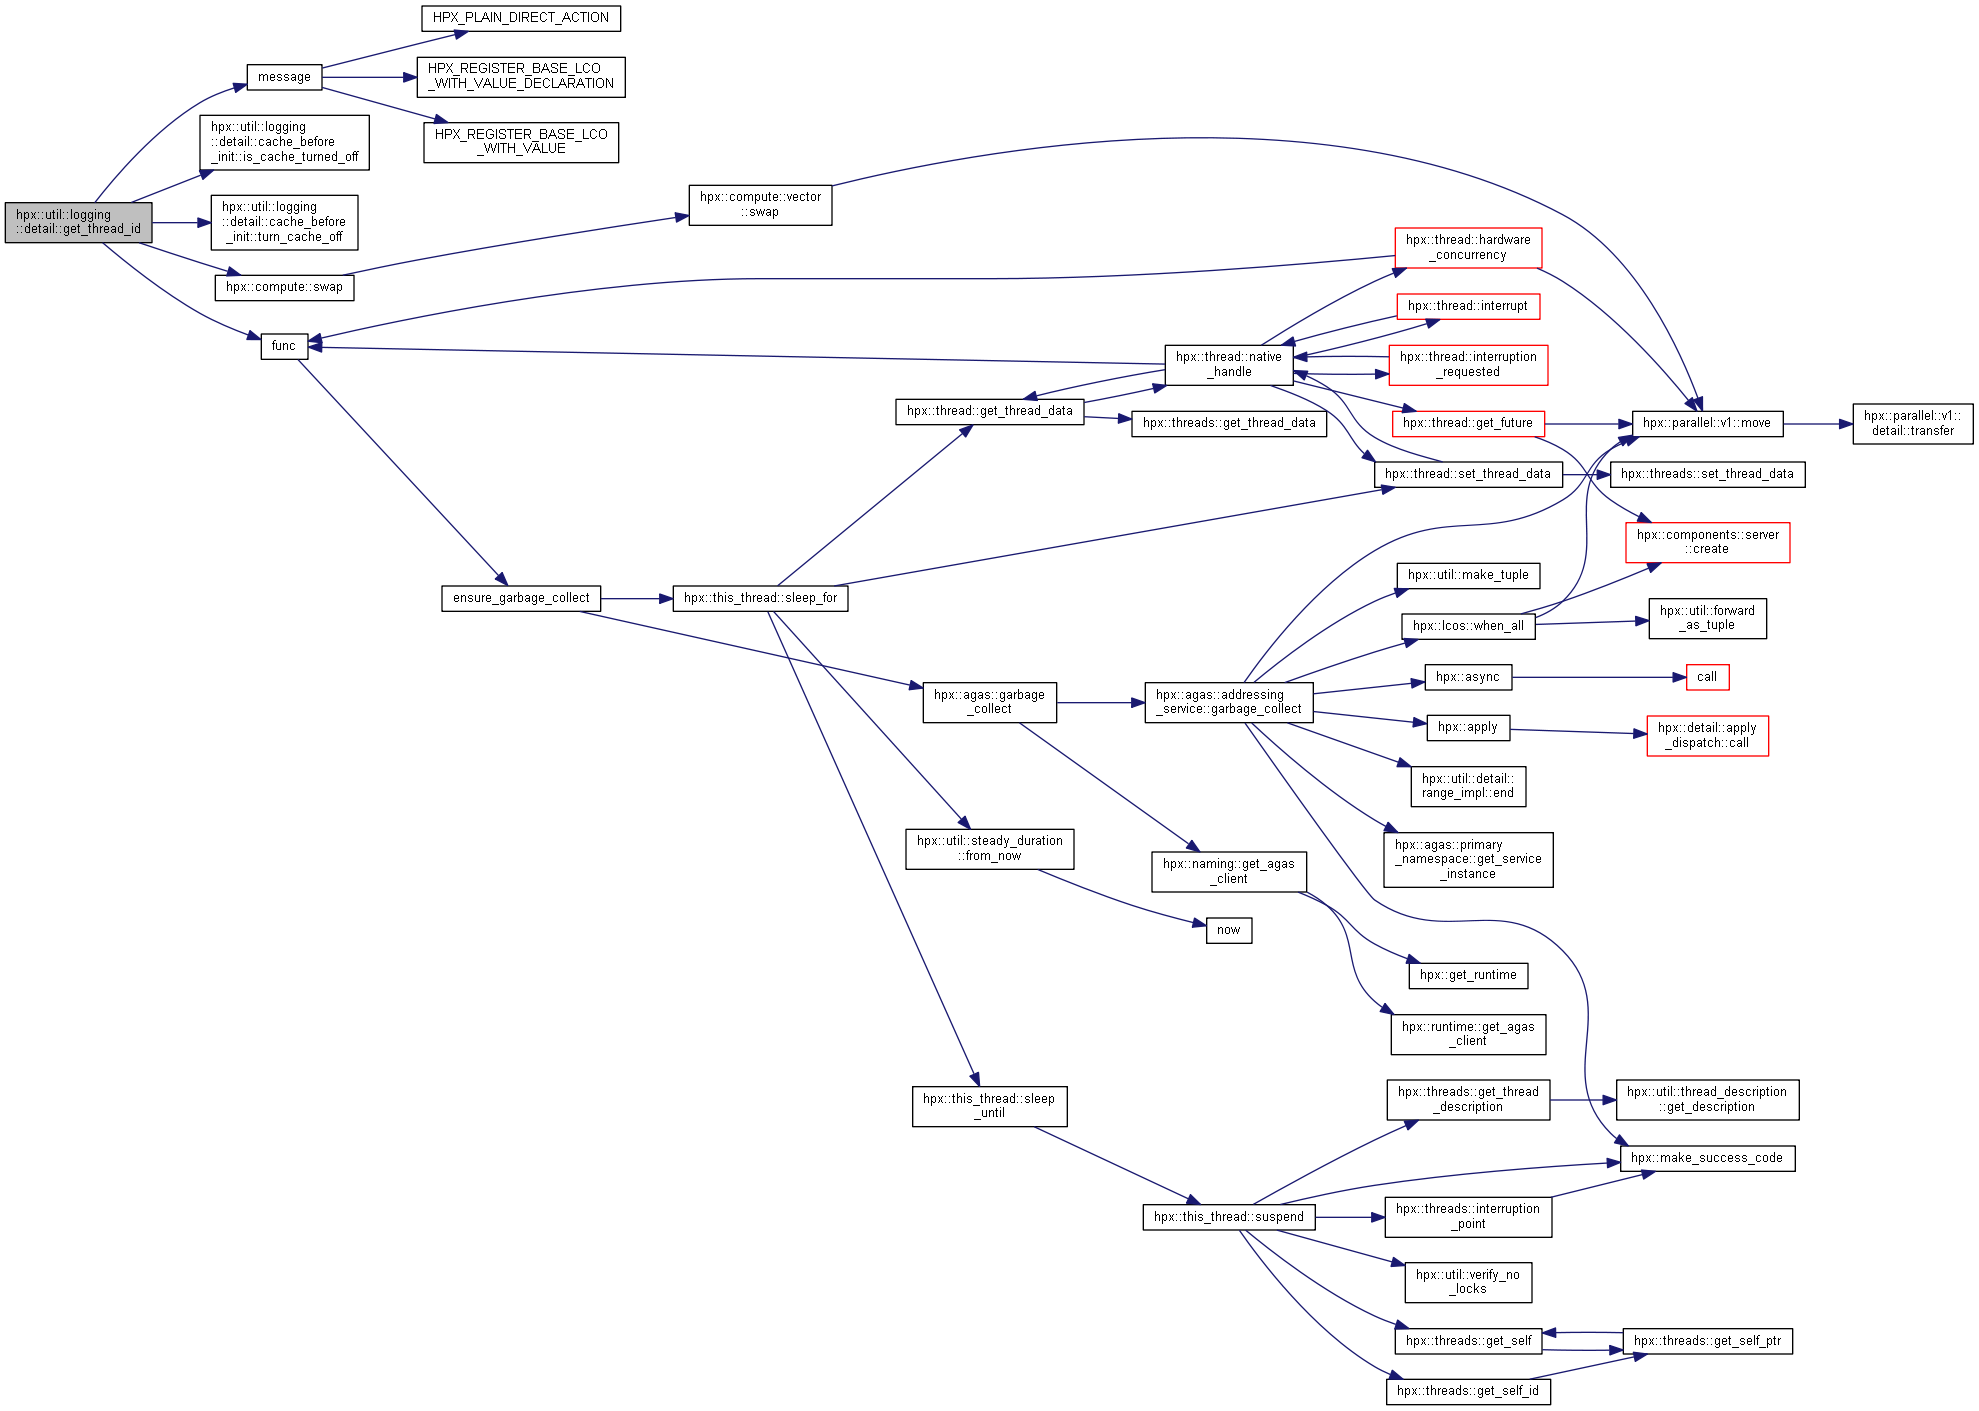 HPX_PLAIN_DIRECT_ACTION
message
HPX_REGISTER_BASE_LCO
_WITH_VALUE_DECLARATION
hpx::util::logging
::detail::cache_before
_init::is_cache_turned_off
HPX_REGISTER_BASE_LCO
_WITH_VALUE
hpx::util::logging
::detail::get_thread_id
hpx::util::logging
::detail::cache_before
_init::turn_cache_off
hpx::compute::vector
::swap
hpx::compute::swap
func
hpx::thread::hardware
_concurrency
hpx::thread::interrupt
hpx::thread::native
_handle
hpx::thread::interruption
_requested
hpx::thread::get_thread_data
hpx::threads::get_thread_data
hpx::thread::get_future
hpx::parallel::v1::move
hpx::parallel::v1::
detail::transfer
hpx::thread::set_thread_data
hpx::threads::set_thread_data
hpx::components::server
::create
hpx::util::make_tuple
ensure_garbage_collect
hpx::this_thread::sleep_for
hpx::lcos::when_all
hpx::util::forward
_as_tuple
hpx::async
call
hpx::agas::garbage
_collect
hpx::agas::addressing
_service::garbage_collect
hpx::apply
hpx::detail::apply
_dispatch::call
hpx::util::detail::
range_impl::end
hpx::util::steady_duration
::from_now
hpx::agas::primary
_namespace::get_service
_instance
hpx::naming::get_agas
_client
now
hpx::get_runtime
hpx::runtime::get_agas
_client
hpx::this_thread::sleep
_until
hpx::threads::get_thread
_description
hpx::util::thread_description
::get_description
hpx::make_success_code
hpx::this_thread::suspend
hpx::threads::interruption
_point
hpx::util::verify_no
_locks
hpx::threads::get_self
hpx::threads::get_self_ptr
hpx::threads::get_self_id